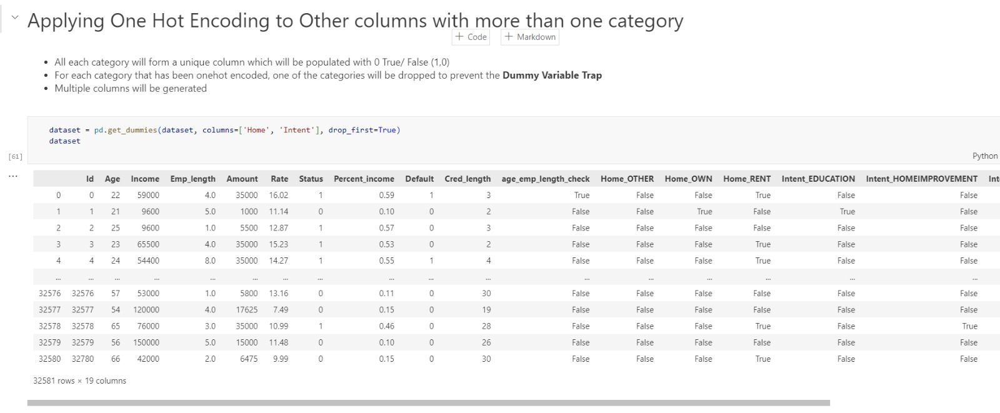 Applying One Hot Encoding to Other columns with more than one category
+ Code + Markdown
• All each category will form a unique column which will be populated with 0 True/ False (1,0)
• For each category that has been onehot encoded, one of the categories will be dropped to prevent the Dummy Variable Trap
• Multiple columns will be generated
dataset = pd.get_dummies(dataset, columns=['Home', 'Intent'], drop_first=True)
dataset
[61] Python
...
Id Age Income Emp_length Amount Rate Status Percent_income Default Cred_length age_emp_length_check Home_OTHER Home_OWN Home_RENT Intent_EDUCATION Intent_HOMEIMPROVEMENT Int
0 0 22 59000 4.0 35000 16.02 1 0.59 1 3 True False False True False False
1 1 21 9600 5.0 1000 11.14 0 0.10 0 2 False False True False True False
2 2 25 9600 1.0 5500 12.87 1 0.57 0 3 False False False False False False
3 3 23 65500 4.0 35000 15.23 1 0.53 0 2 False False False True False False
4 4 24 54400 8.0 35000 14.27 1 0.55 1 4 False False False True False False
... ... ... ... ... ... ... ... ... ... ... ... ... ... ... ... ...
32576 32576 57 53000 1.0 5800 13.16 0 0.11 0 30 False False False False False False
32577 32577 54 120000 4.0 17625 7.49 0 0.15 0 19 False False False False False False
32578 32578 65 76000 3.0 35000 10.99 1 0.46 0 28 False False False True False True
32579 32579 56 150000 5.0 15000 11.48 0 0.10 0 26 False False False False False False
32580 32780 66 42000 2.0 6475 9.99 0 0.15 0 30 False False False True False False
32581 rows × 19 columns